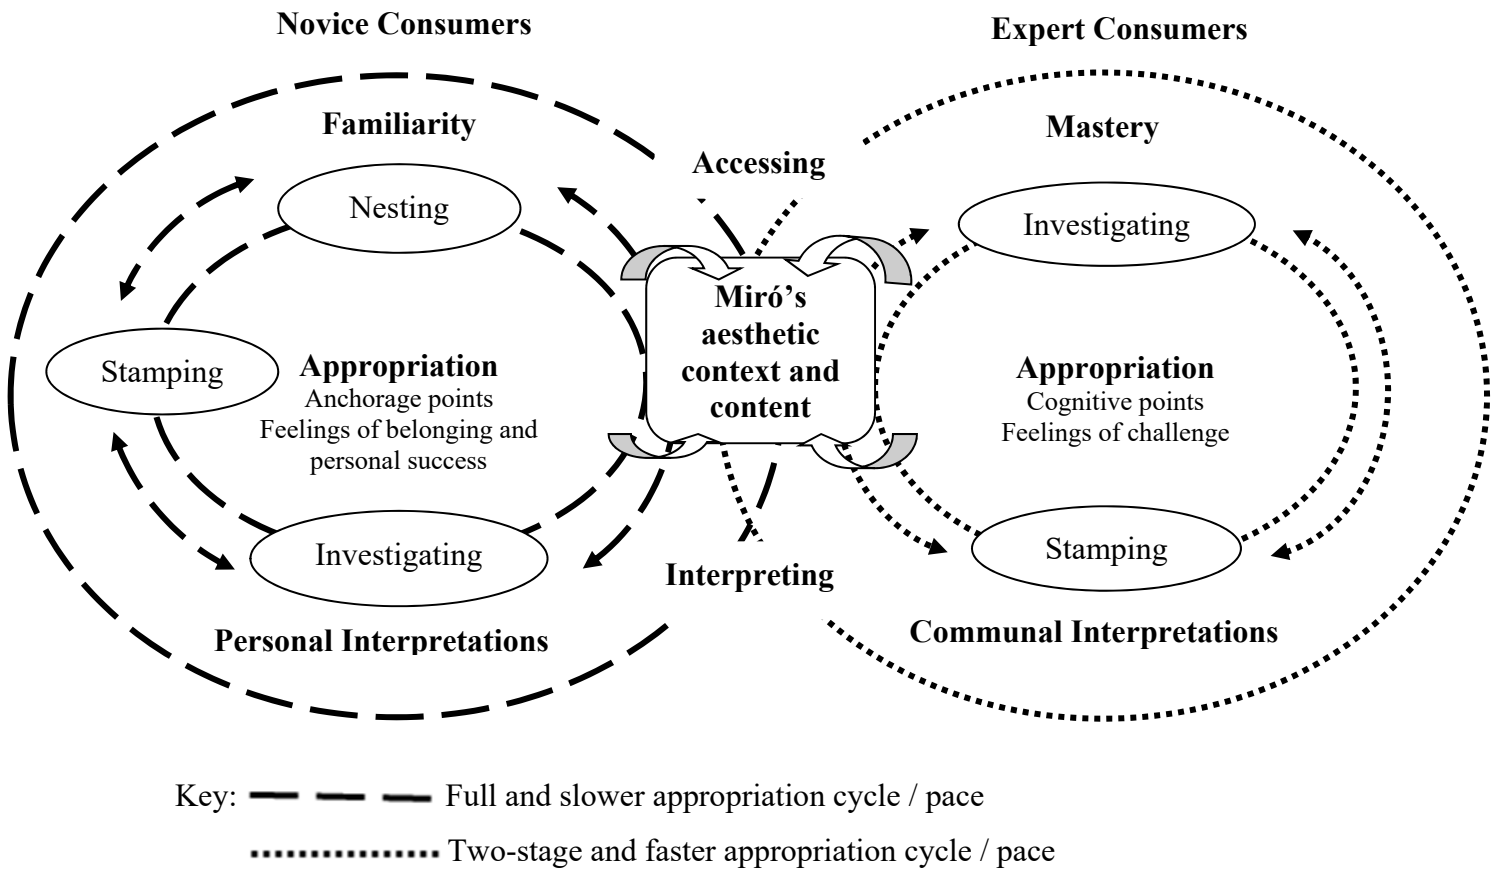 Novice Consumers
Expert Consumers
Familiarity
Mastery
Accessing
Nesting
Investigating
Miró’s
aesthetic
context and
content
Stamping
Appropriation
Anchorage points
Feelings of belonging and
personal success
Appropriation
Cognitive points
Feelings of challenge
Investigating
Stamping
Interpreting
Personal Interpretations
Communal Interpretations
Key:
Full and slower appropriation cycle / pace
Two-stage and faster appropriation cycle / pace